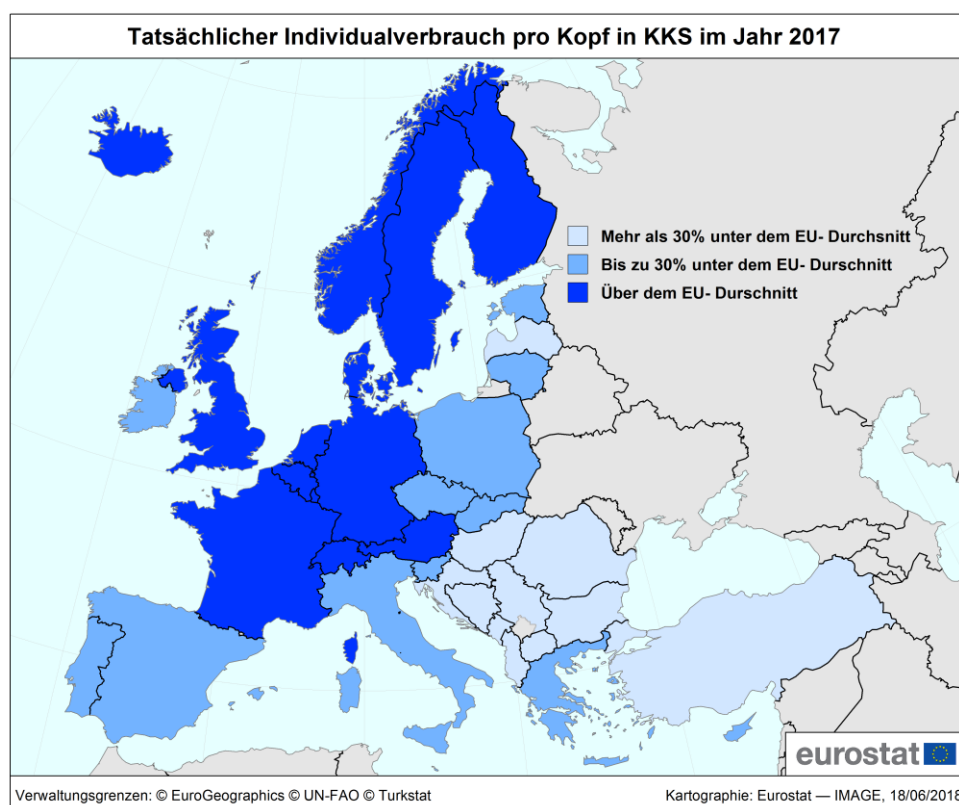 Tatsächlicher Individualverbrauch pro Kopf in KKS im Jahr 2017
Mehr als 30% unter dem EU- Durchsnitt
Bis zu 30% unter dem EU- Durschnitt
Über dem EU- Durschnitt
eurostat
Verwaltungsgrenzen: © EuroGeographics © UN-FAO © Turkstat
Kartographie: Eurostat — IMAGE, 18/06/2018